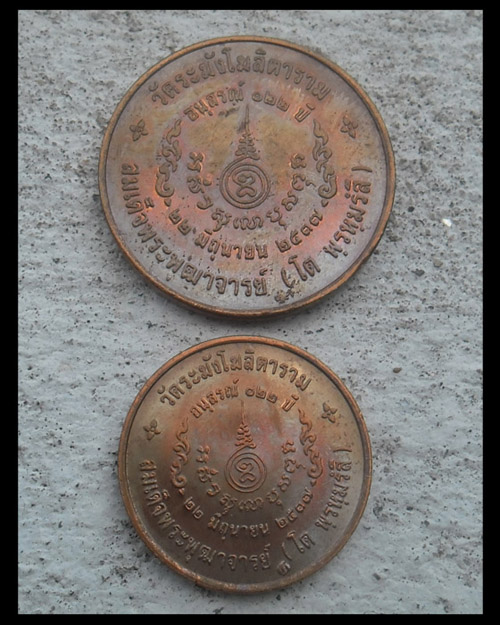 วัดระฆังโฆสิตาราม
อนุสรณ์ ๑๒๒ ปี
๒๒ มิถุนายน ๒๕๓๗
สมเด็จพระพุฒาจารย์ (โต พฺรหฺมรํสี)
วัดระฆังโฆสิตาราม
อนุสรณ์ ๑๒๒ ปี
๒๒ มิถุนายน ๒๕๓๗
สมเด็จพระพุฒาจารย์ (โต พฺรหฺมรํสี)